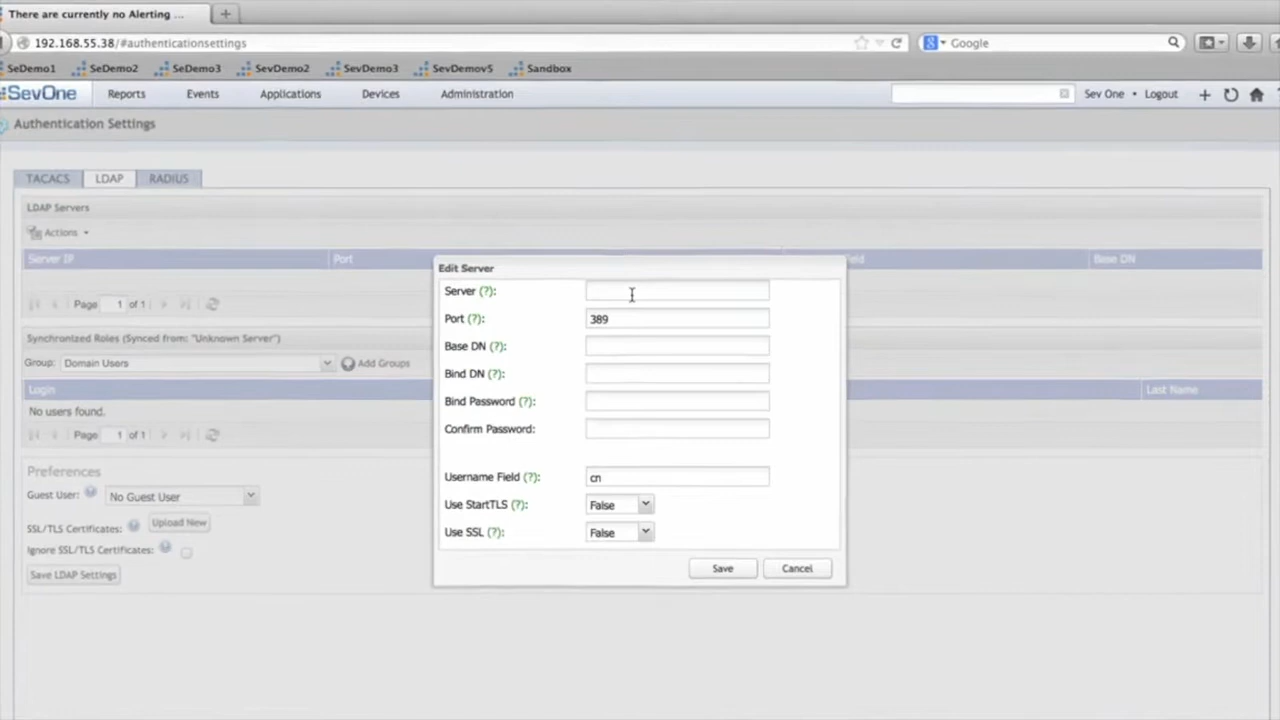 There are currently no Alerting ...
192.168.55.38/#authenticationsettings
Google
SeDemo1 SeDemo2 SeDemo3 SevDemo2 SevDemo3 SevDemov5 Sandbox
SevOne Reports Events Applications Devices Administration Sev One • Logout
Authentication Settings
TACACS LDAP RADIUS
LDAP Servers
Actions
Server IP Port Base DN
Page 1 of 1
Synchronized Roles (Synced from: "Unknown Server")
Group: Domain Users Add Groups
Login Last Name
No users found.
Page 1 of 1
Preferences
Guest User: No Guest User
SSL/TLS Certificates: Upload New
Ignore SSL/TLS Certificates:
Save LDAP Settings
Edit Server
Server (?):
Port (?): 389
Base DN (?):
Bind DN (?):
Bind Password (?):
Confirm Password:
Username Field (?): cn
Use StartTLS (?): False
Use SSL (?): False
Save Cancel